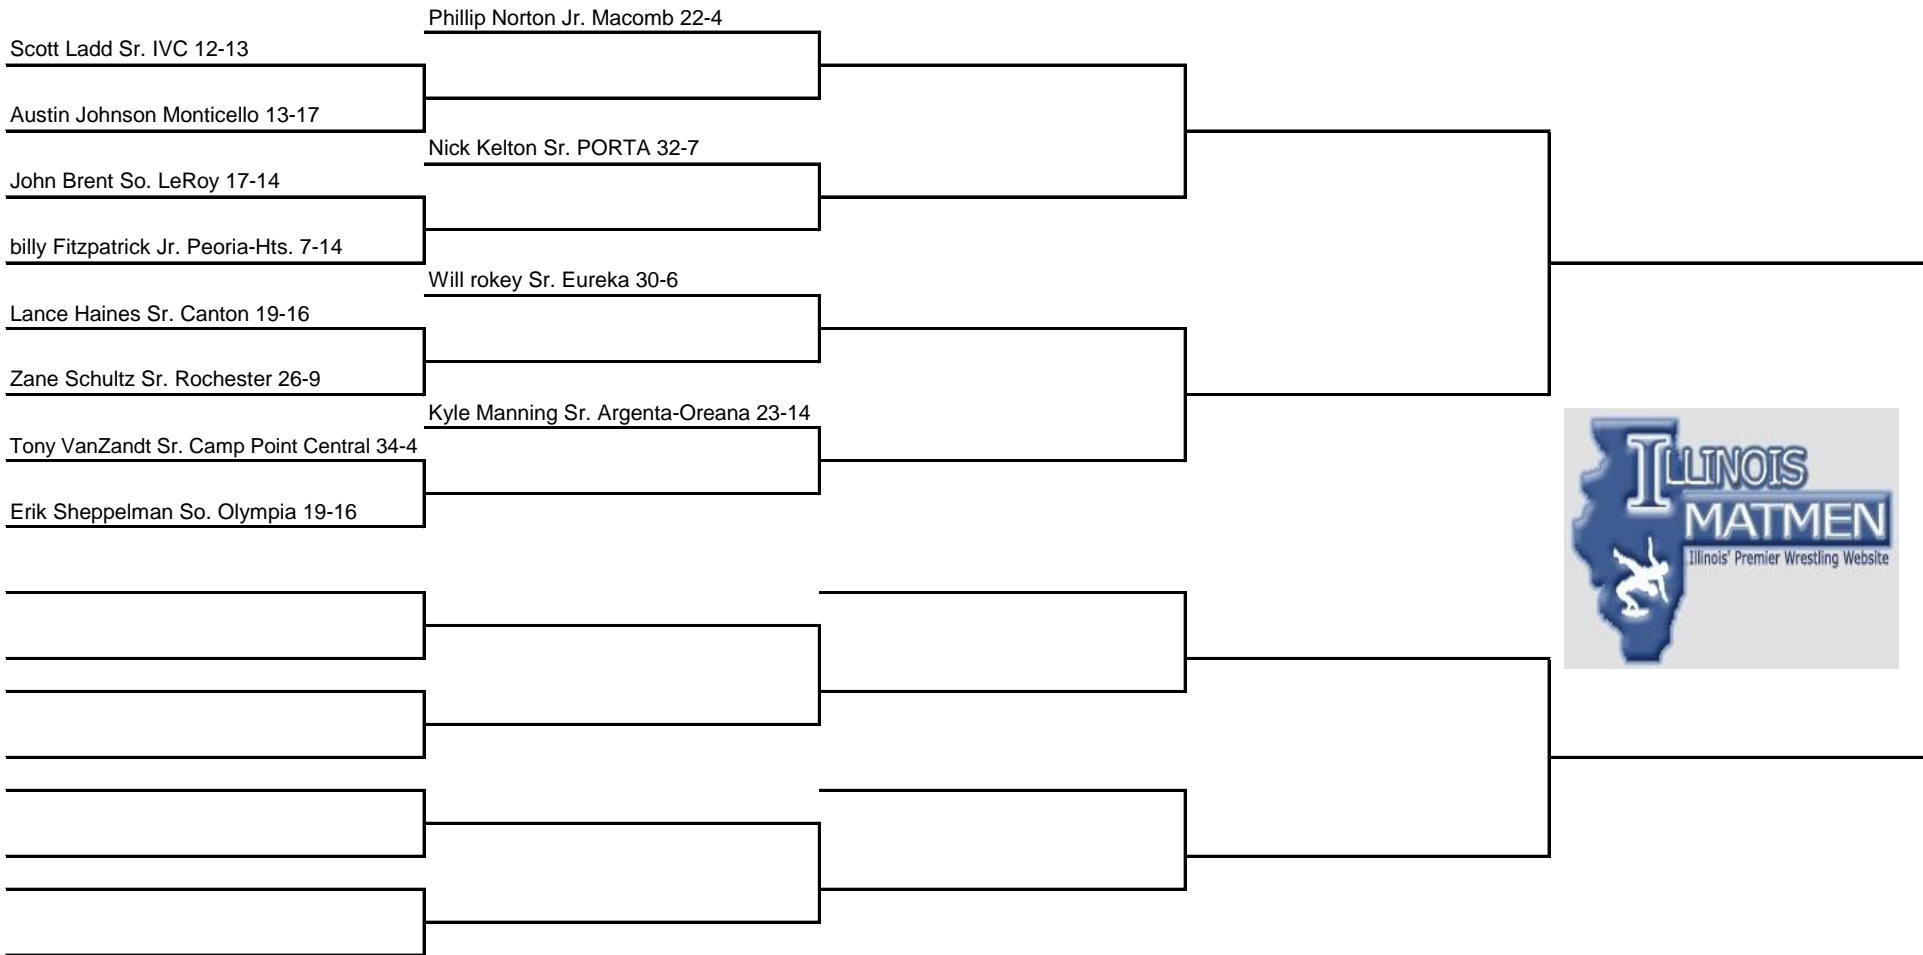 Phillip Norton Jr. Macomb 22-4
Scott Ladd Sr. IVC 12-13
Austin Johnson Monticello 13-17
Nick Kelton Sr. PORTA 32-7
John Brent So. LeRoy 17-14
billy Fitzpatrick Jr. Peoria-Hts. 7-14
Will rokey Sr. Eureka 30-6
Lance Haines Sr. Canton 19-16
Zane Schultz Sr. Rochester 26-9
Kyle Manning Sr. Argenta-Oreana 23-14
Tony VanZandt Sr. Camp Point Central 34-4
Erik Sheppelman So. Olympia 19-16
ILLINOIS
MATMEN
Illinois' Premier Wrestling Website